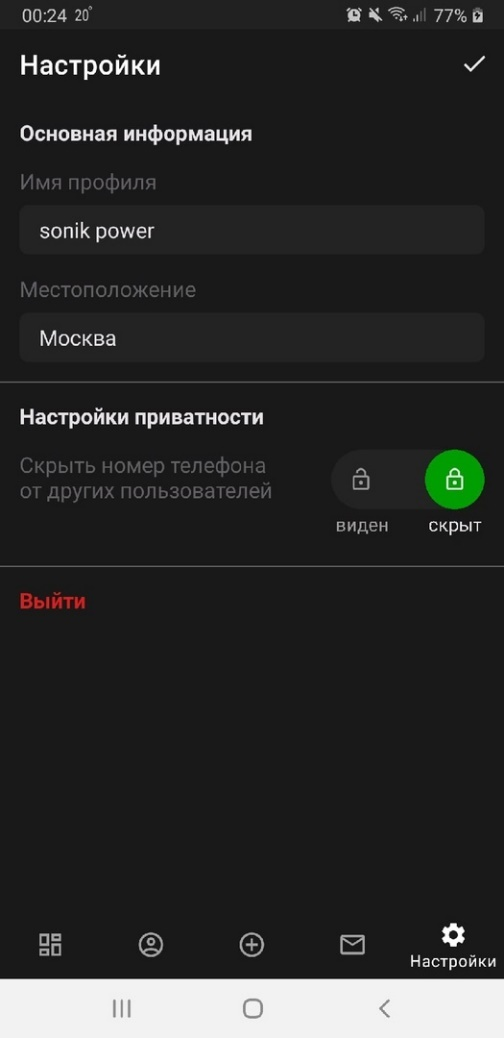 00:24 20°
77%
Настройки
Основная информация
Имя профиля
sonik power
Местоположение
Москва
Настройки приватности
Скрыть номер телефона
от других пользователей
виден
скрыт
Выйти
Настройки